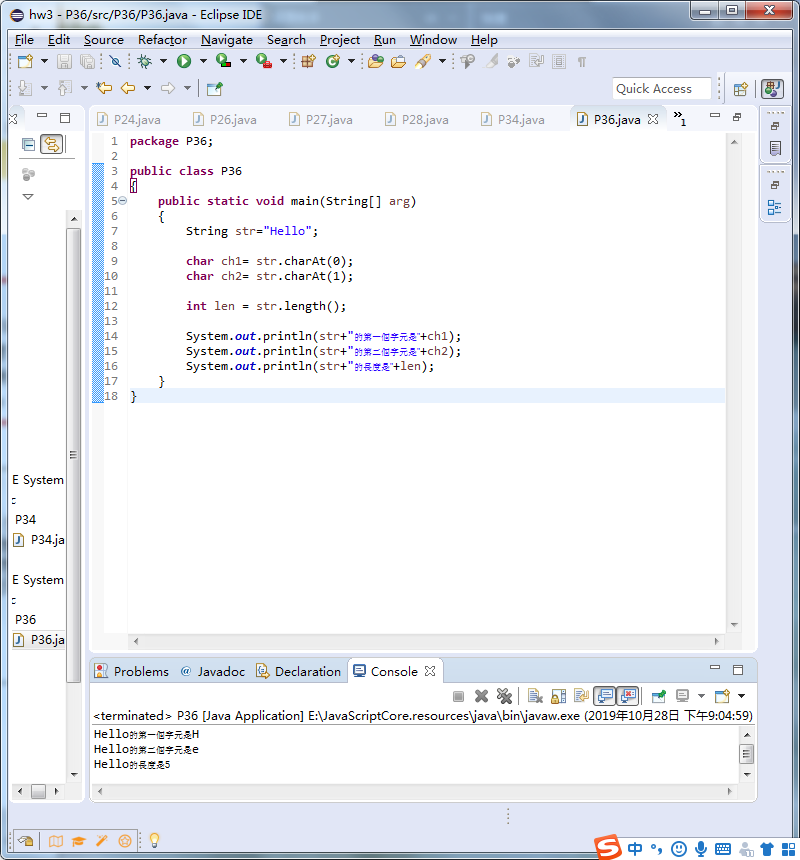 hw3 - P36/src/P36/P36.java - Eclipse IDE
File Edit Source Refactor Navigate Search Project Run Window Help
Quick Access
P24.java P26.java P27.java P28.java P34.java P36.java »1
1 package P36;
2
3 public class P36
4 {
5 public static void main(String[] arg)
6 {
7 String str="Hello";
8
9 char ch1= str.charAt(0);
10 char ch2= str.charAt(1);
11
12 int len = str.length();
13
14 System.out.println(str+"的第一個字元是"+ch1);
15 System.out.println(str+"的第二個字元是"+ch2);
16 System.out.println(str+"的長度是"+len);
17 }
18 }
E System
P34
P34.ja
E System
P36
P36.ja
Problems @ Javadoc Declaration Console
<terminated> P36 [Java Application] E:\JavaScriptCore.resources\java\bin\javaw.exe (2019年10月28日 下午9:04:59)
Hello的第一個字元是H
Hello的第二個字元是e
Hello的長度是5
S 中